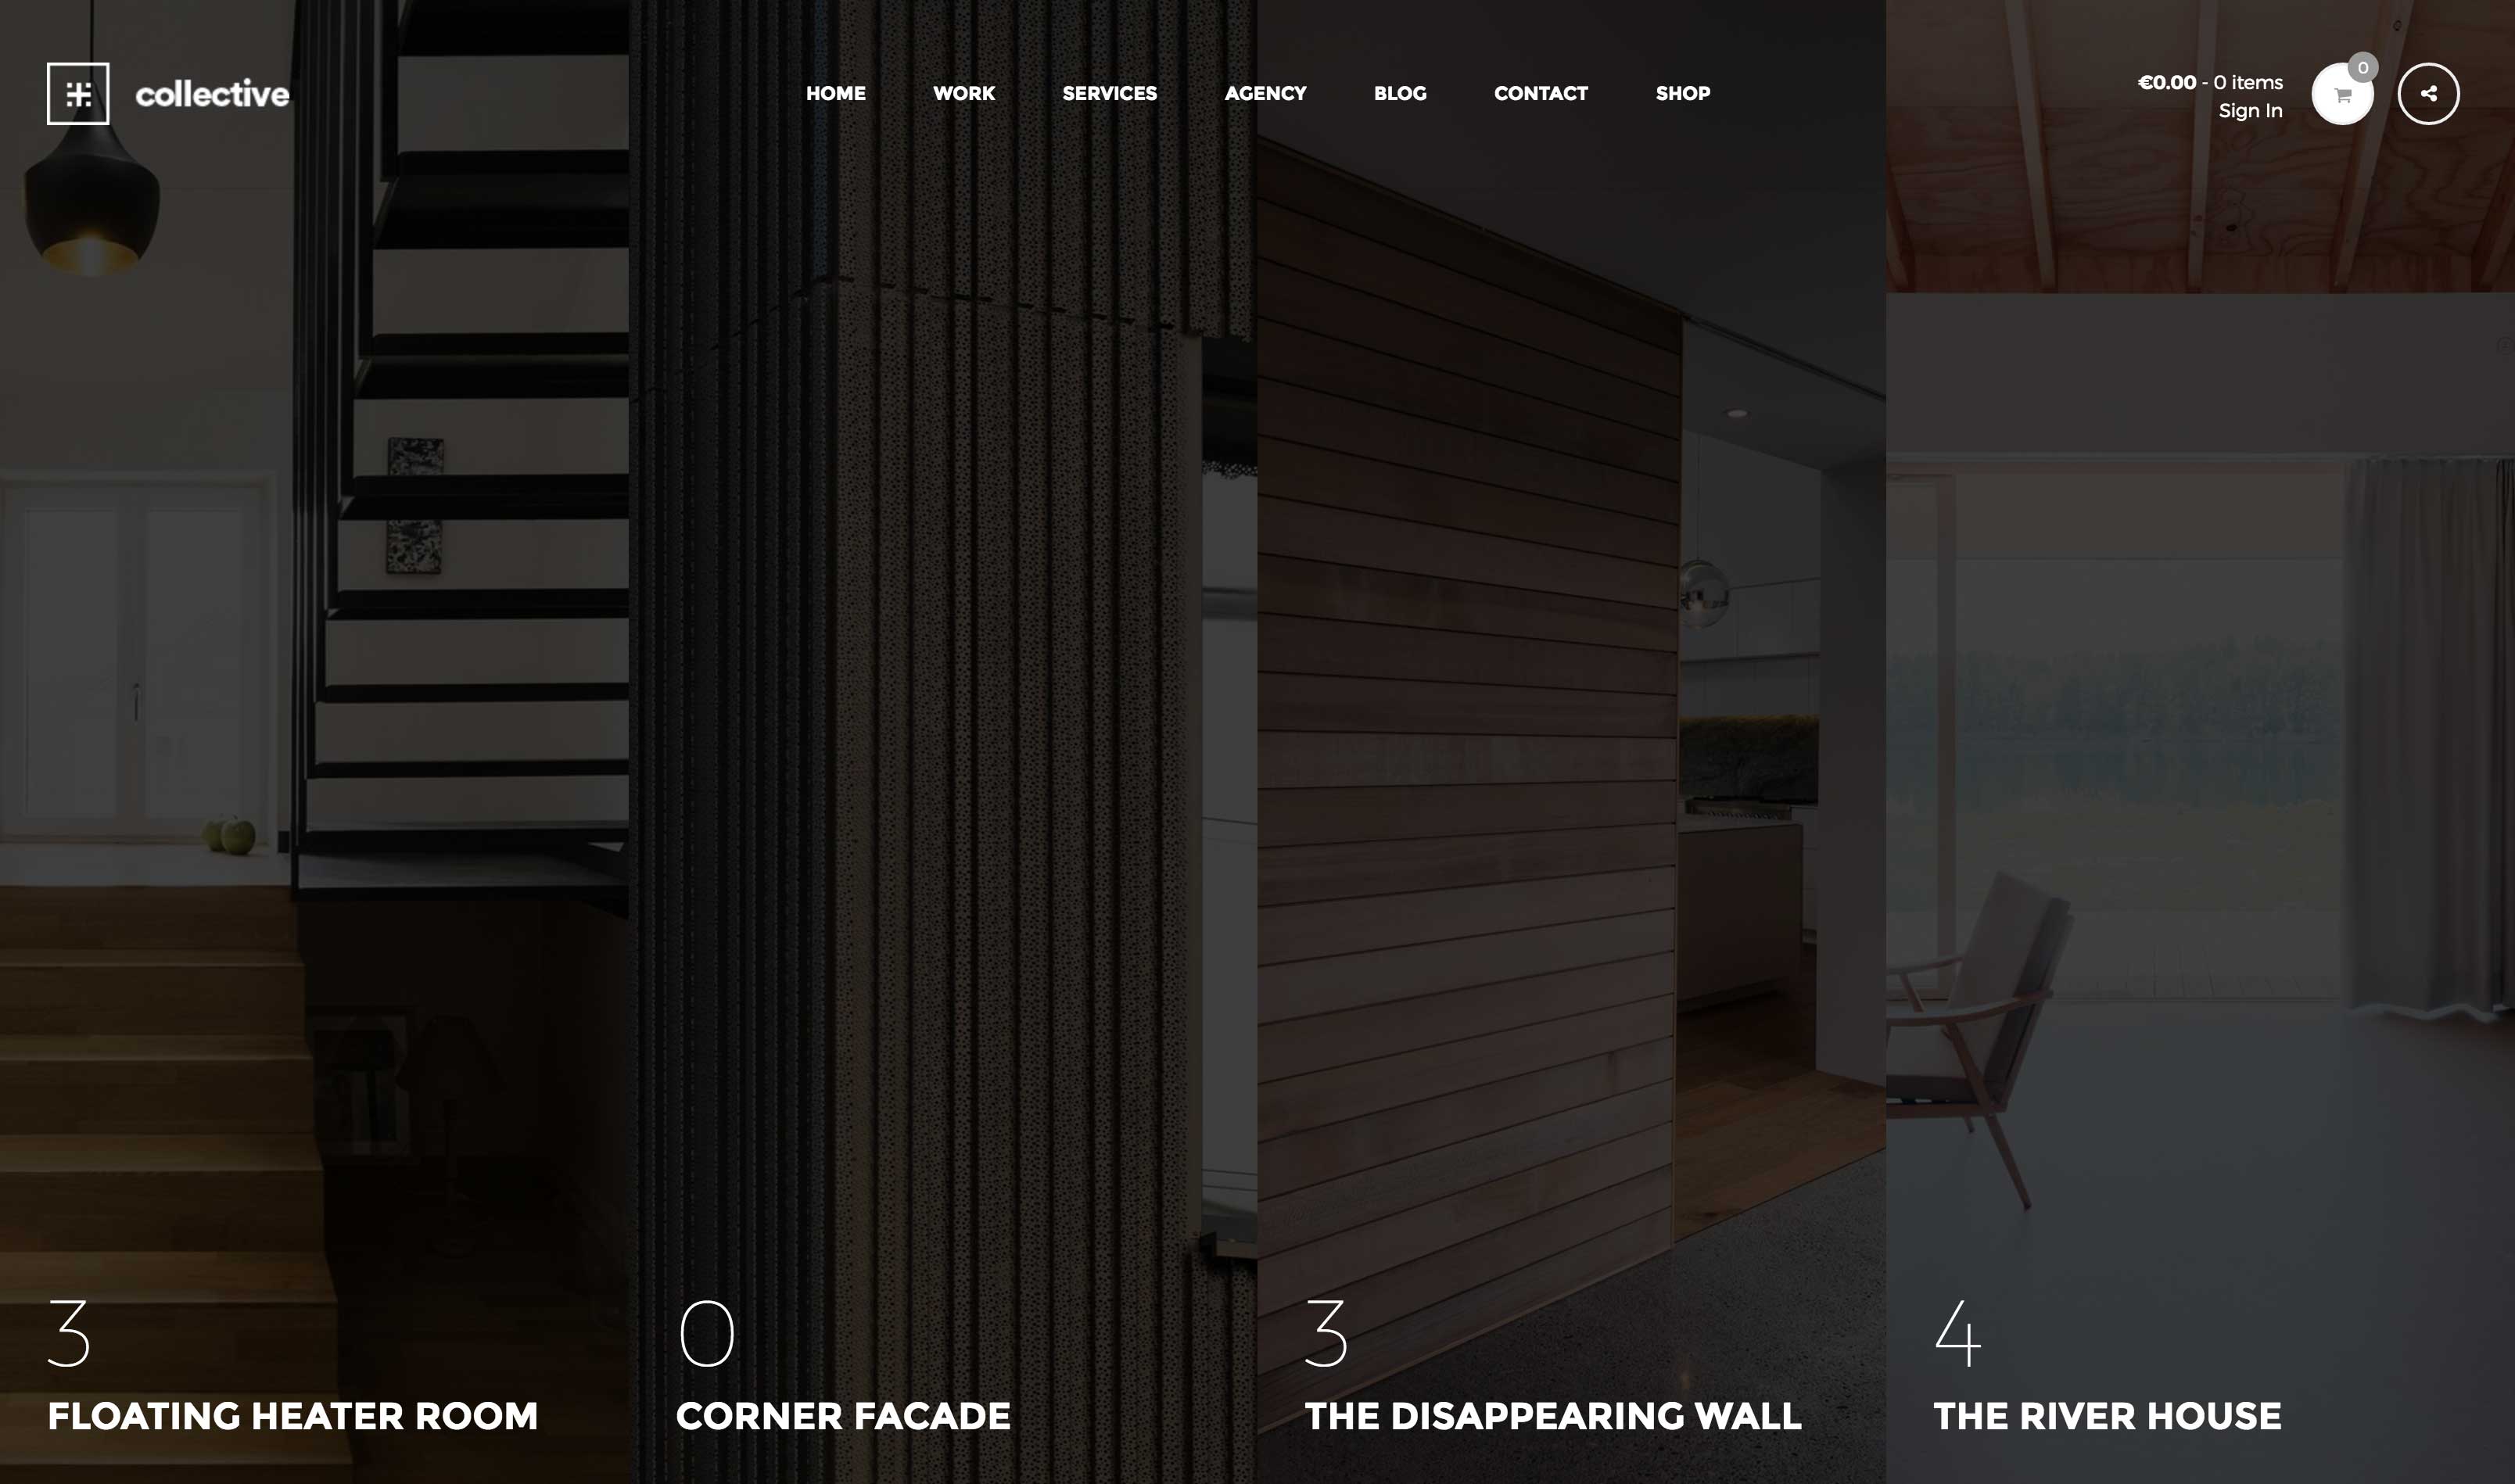 collective
HOME WORK SERVICES AGENCY BLOG CONTACT SHOP
€0.00 - 0 items
Sign In
0
3
FLOATING HEATER ROOM
0
CORNER FACADE
3
THE DISAPPEARING WALL
4
THE RIVER HOUSE